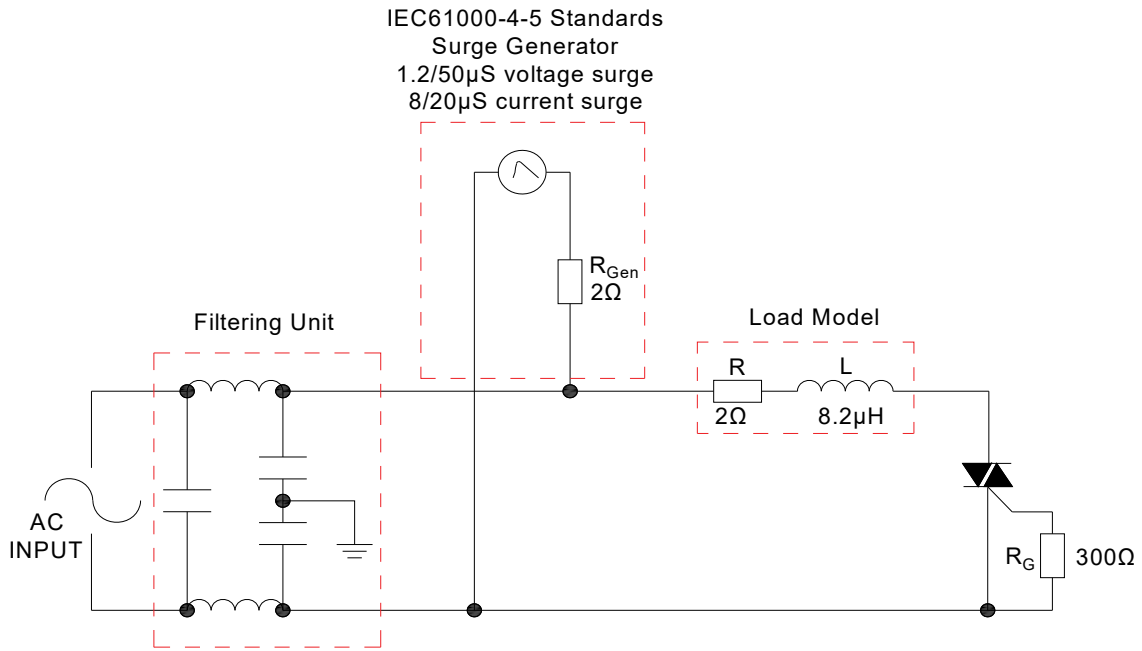 IEC61000-4-5 Standards
Surge Generator
1.2/50µS voltage surge
8/20µS current surge
RGen
2Ω
Filtering Unit
Load Model
R
L
2Ω
8.2µH
AC
INPUT
RG
300Ω